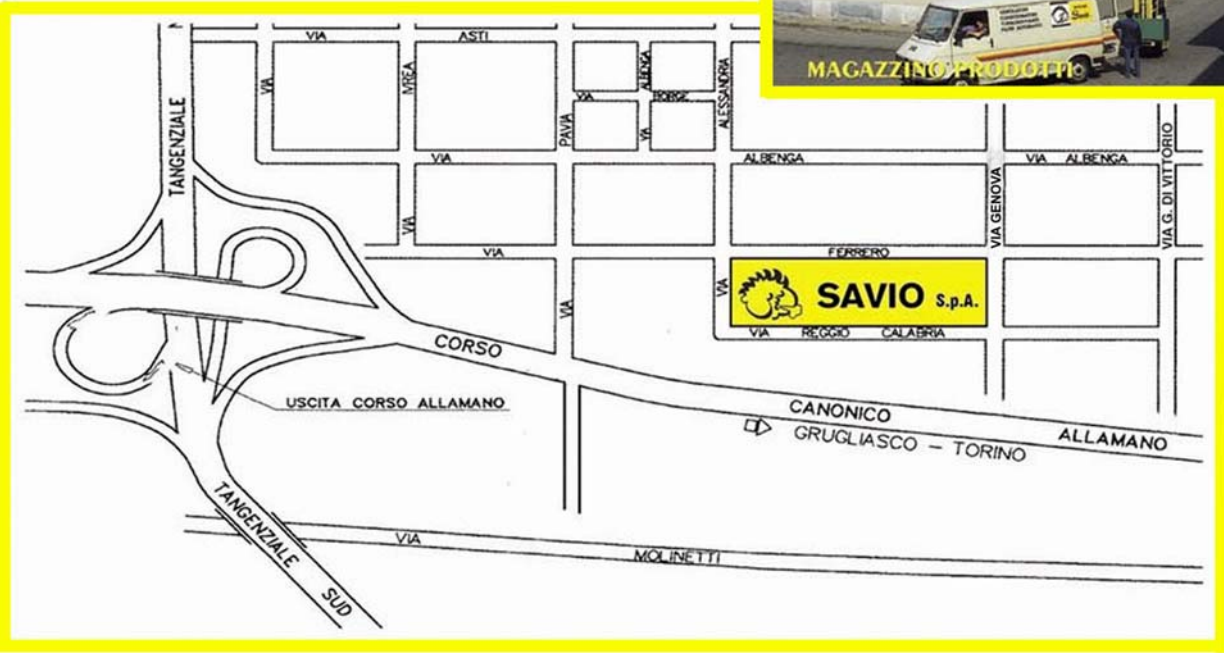 VENTILATORI
MAGAZZINO PRODOTTI
VIA ASTI
VIA
IVREA
VIA
TANGENZIALE
PAVIA
VIA
VIA BORGE
ALBENGA
VIA
ALESSANDRIA
VIA
VIA ALBENGA
VIA ALBENGA
VIA GENOVA
VIA G. DI VITTORIO
VIA FERRERO
SAVIO S.p.A.
VIA REGGIO CALABRIA
CORSO CANONICO ALLAMANO
USCITA CORSO ALLAMANO
GRUGLIASCO - TORINO
TANGENZIALE SUD
VIA MOLINETTI